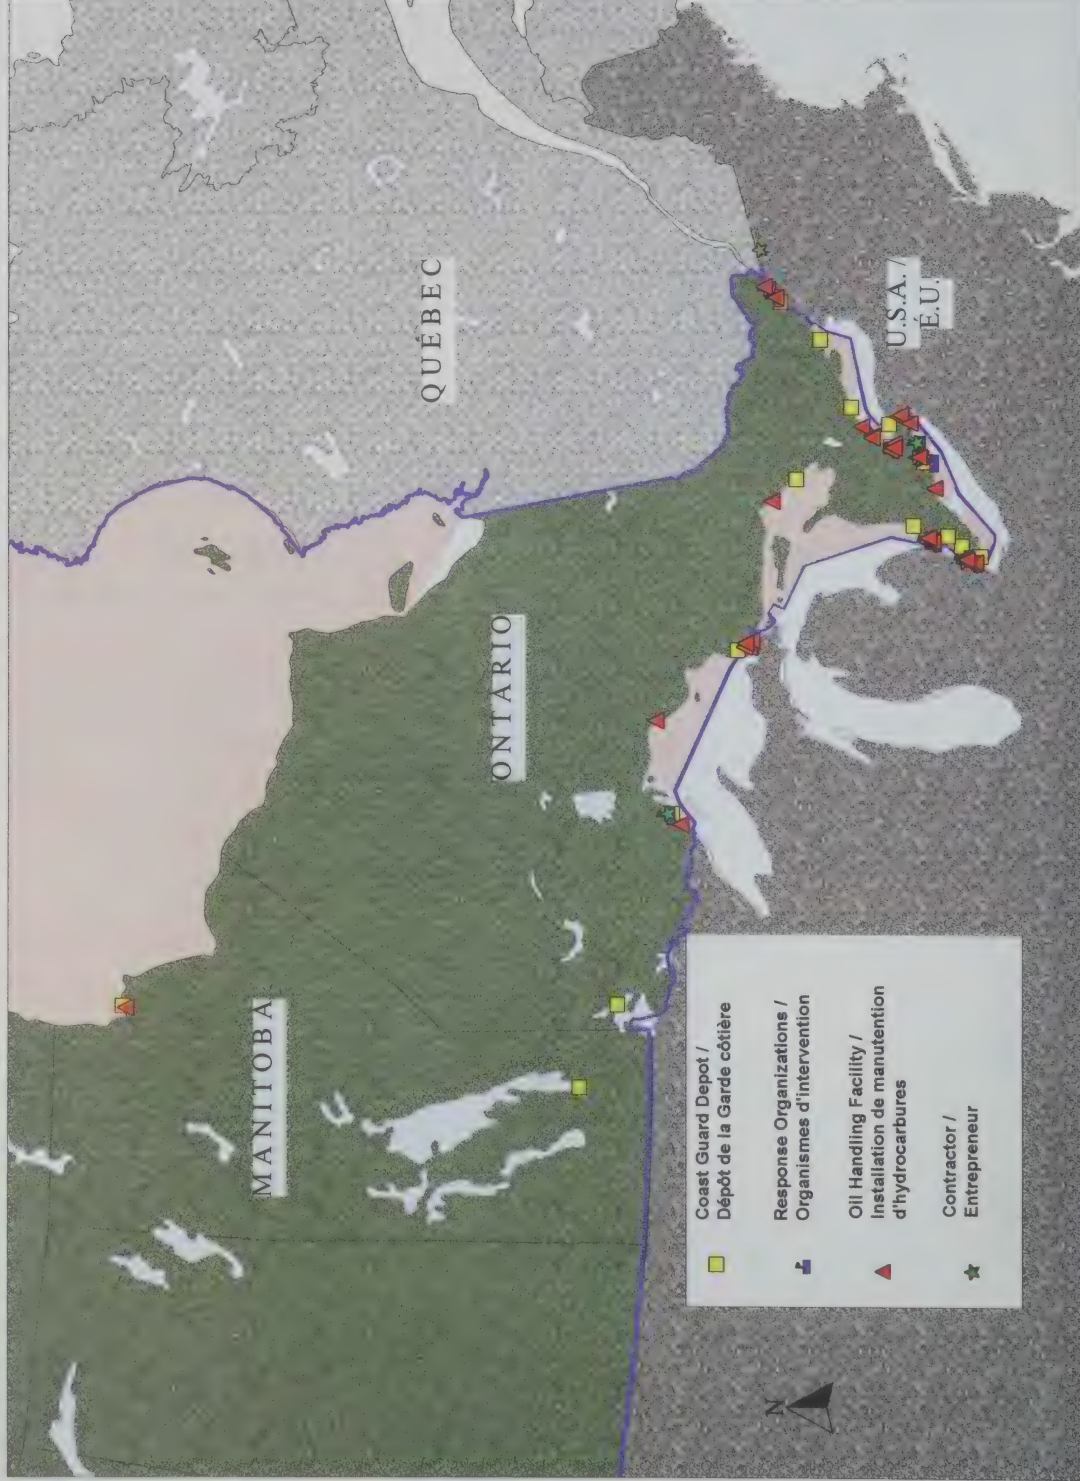 MANITOBA
ONTARIO
QUÉBEC
U.S.A. /
É.U.
N
Coast Guard Depot /
Dépôt de la Garde côtière
Response Organizations /
Organismes d'intervention
Oil Handling Facility /
Installation de manutention
d'hydrocarbures
Contractor /
Entrepreneur